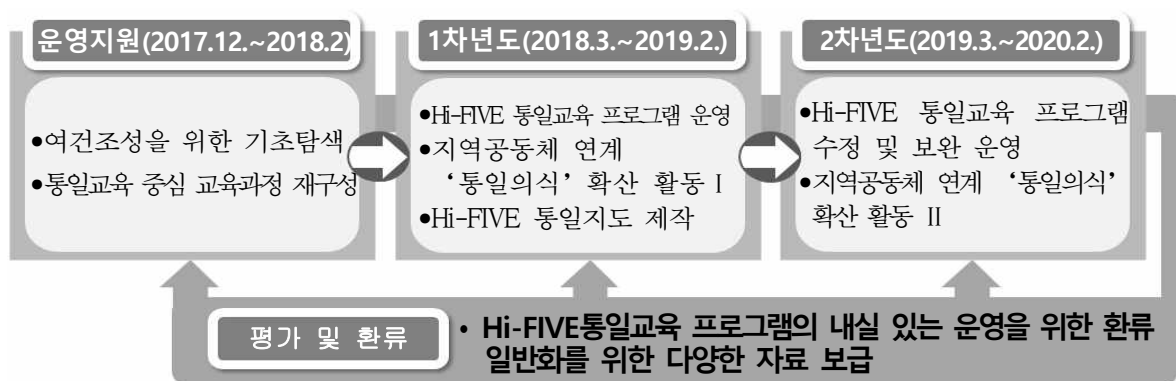 운영지원(2017.12.~2018.2)
•여건조성을 위한 기초탐색
•통일교육 중심 교육과정 재구성
1차년도(2018.3.~2019.2.)
•Hi-FIVE 통일교육 프로그램 운영
•지역공동체 연계
‘통일의식’ 확산 활동 I
•Hi-FIVE 통일지도 제작
2차년도(2019.3.~2020.2.)
•Hi-FIVE 통일교육 프로그램
수정 및 보완 운영
•지역공동체 연계 ‘통일의식’
확산 활동 II
평가 및 환류
• Hi-FIVE통일교육 프로그램의 내실 있는 운영을 위한 환류
일반화를 위한 다양한 자료 보급